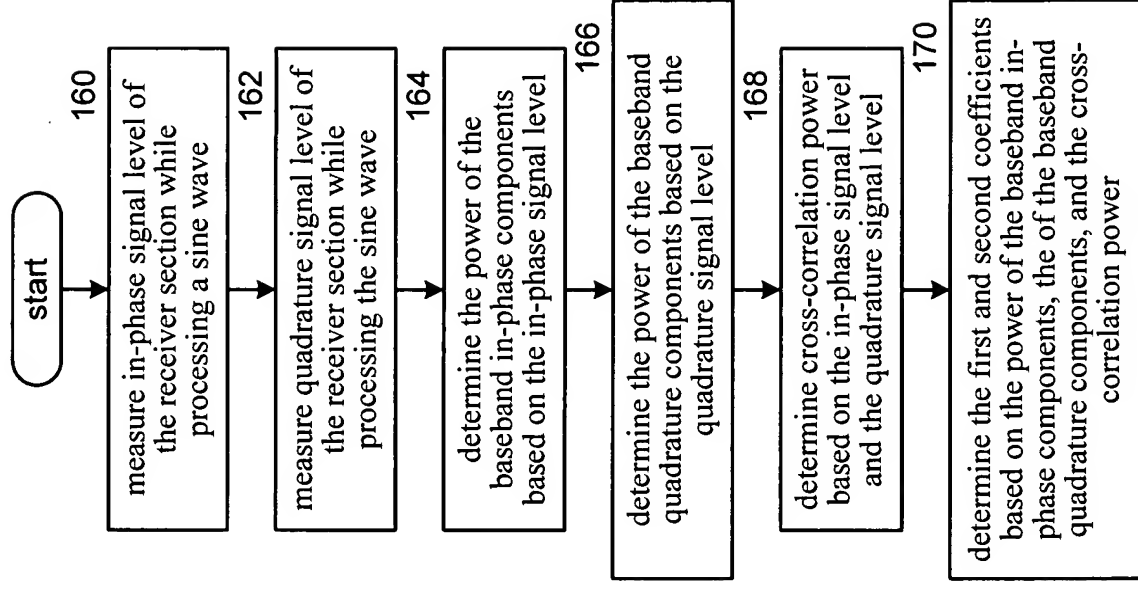 start
160
measure in-phase signal level of
the receiver section while
processing a sine wave
162
measure quadrature signal level of
the receiver section while
processing the sine wave
164
determine the power of the
baseband in-phase components
based on the in-phase signal level
166
determine the power of the baseband
quadrature components based on the
quadrature signal level
168
determine cross-correlation power
based on the in-phase signal level
and the quadrature signal level
170
determine the first and second coefficients
based on the power of the baseband in-
phase components, the of the baseband
quadrature components, and the cross-
correlation power